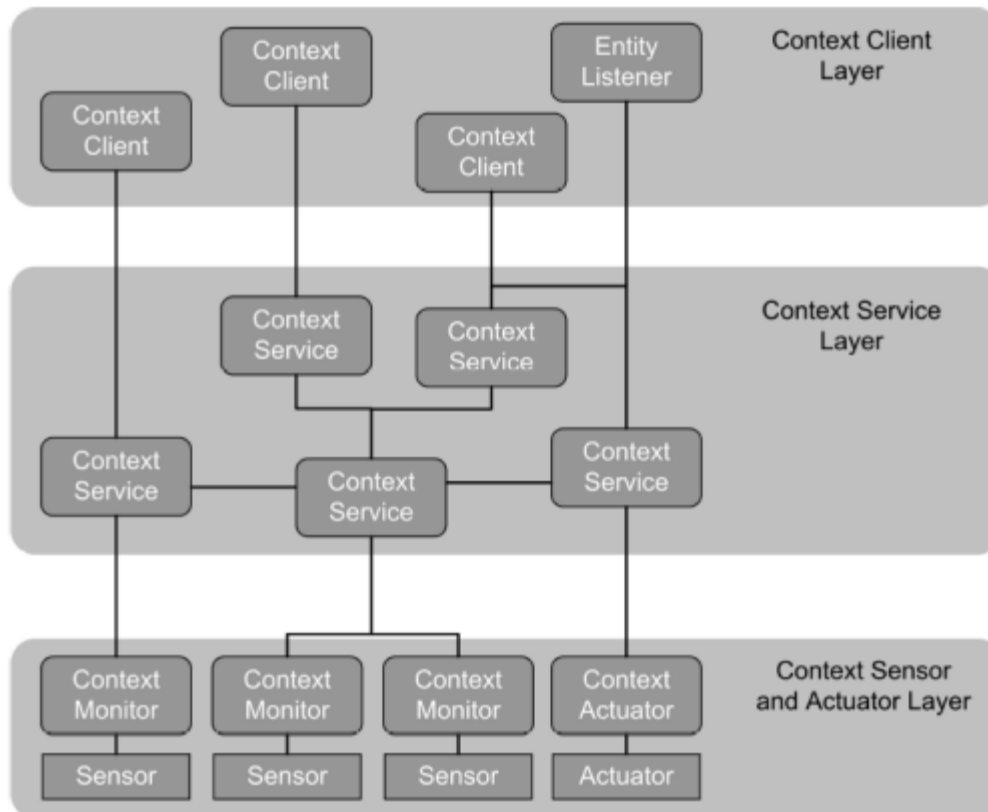 Context
Client
Entity
Listener
Context Client
Layer
Context
Client
Context
Client
Context
Service
Context
Service
Context Service
Layer
Context
Service
Context
Service
Context
Service
Context
Monitor
Context
Monitor
Context
Monitor
Context
Actuator
Context Sensor
and Actuator Layer
Sensor
Sensor
Sensor
Actuator